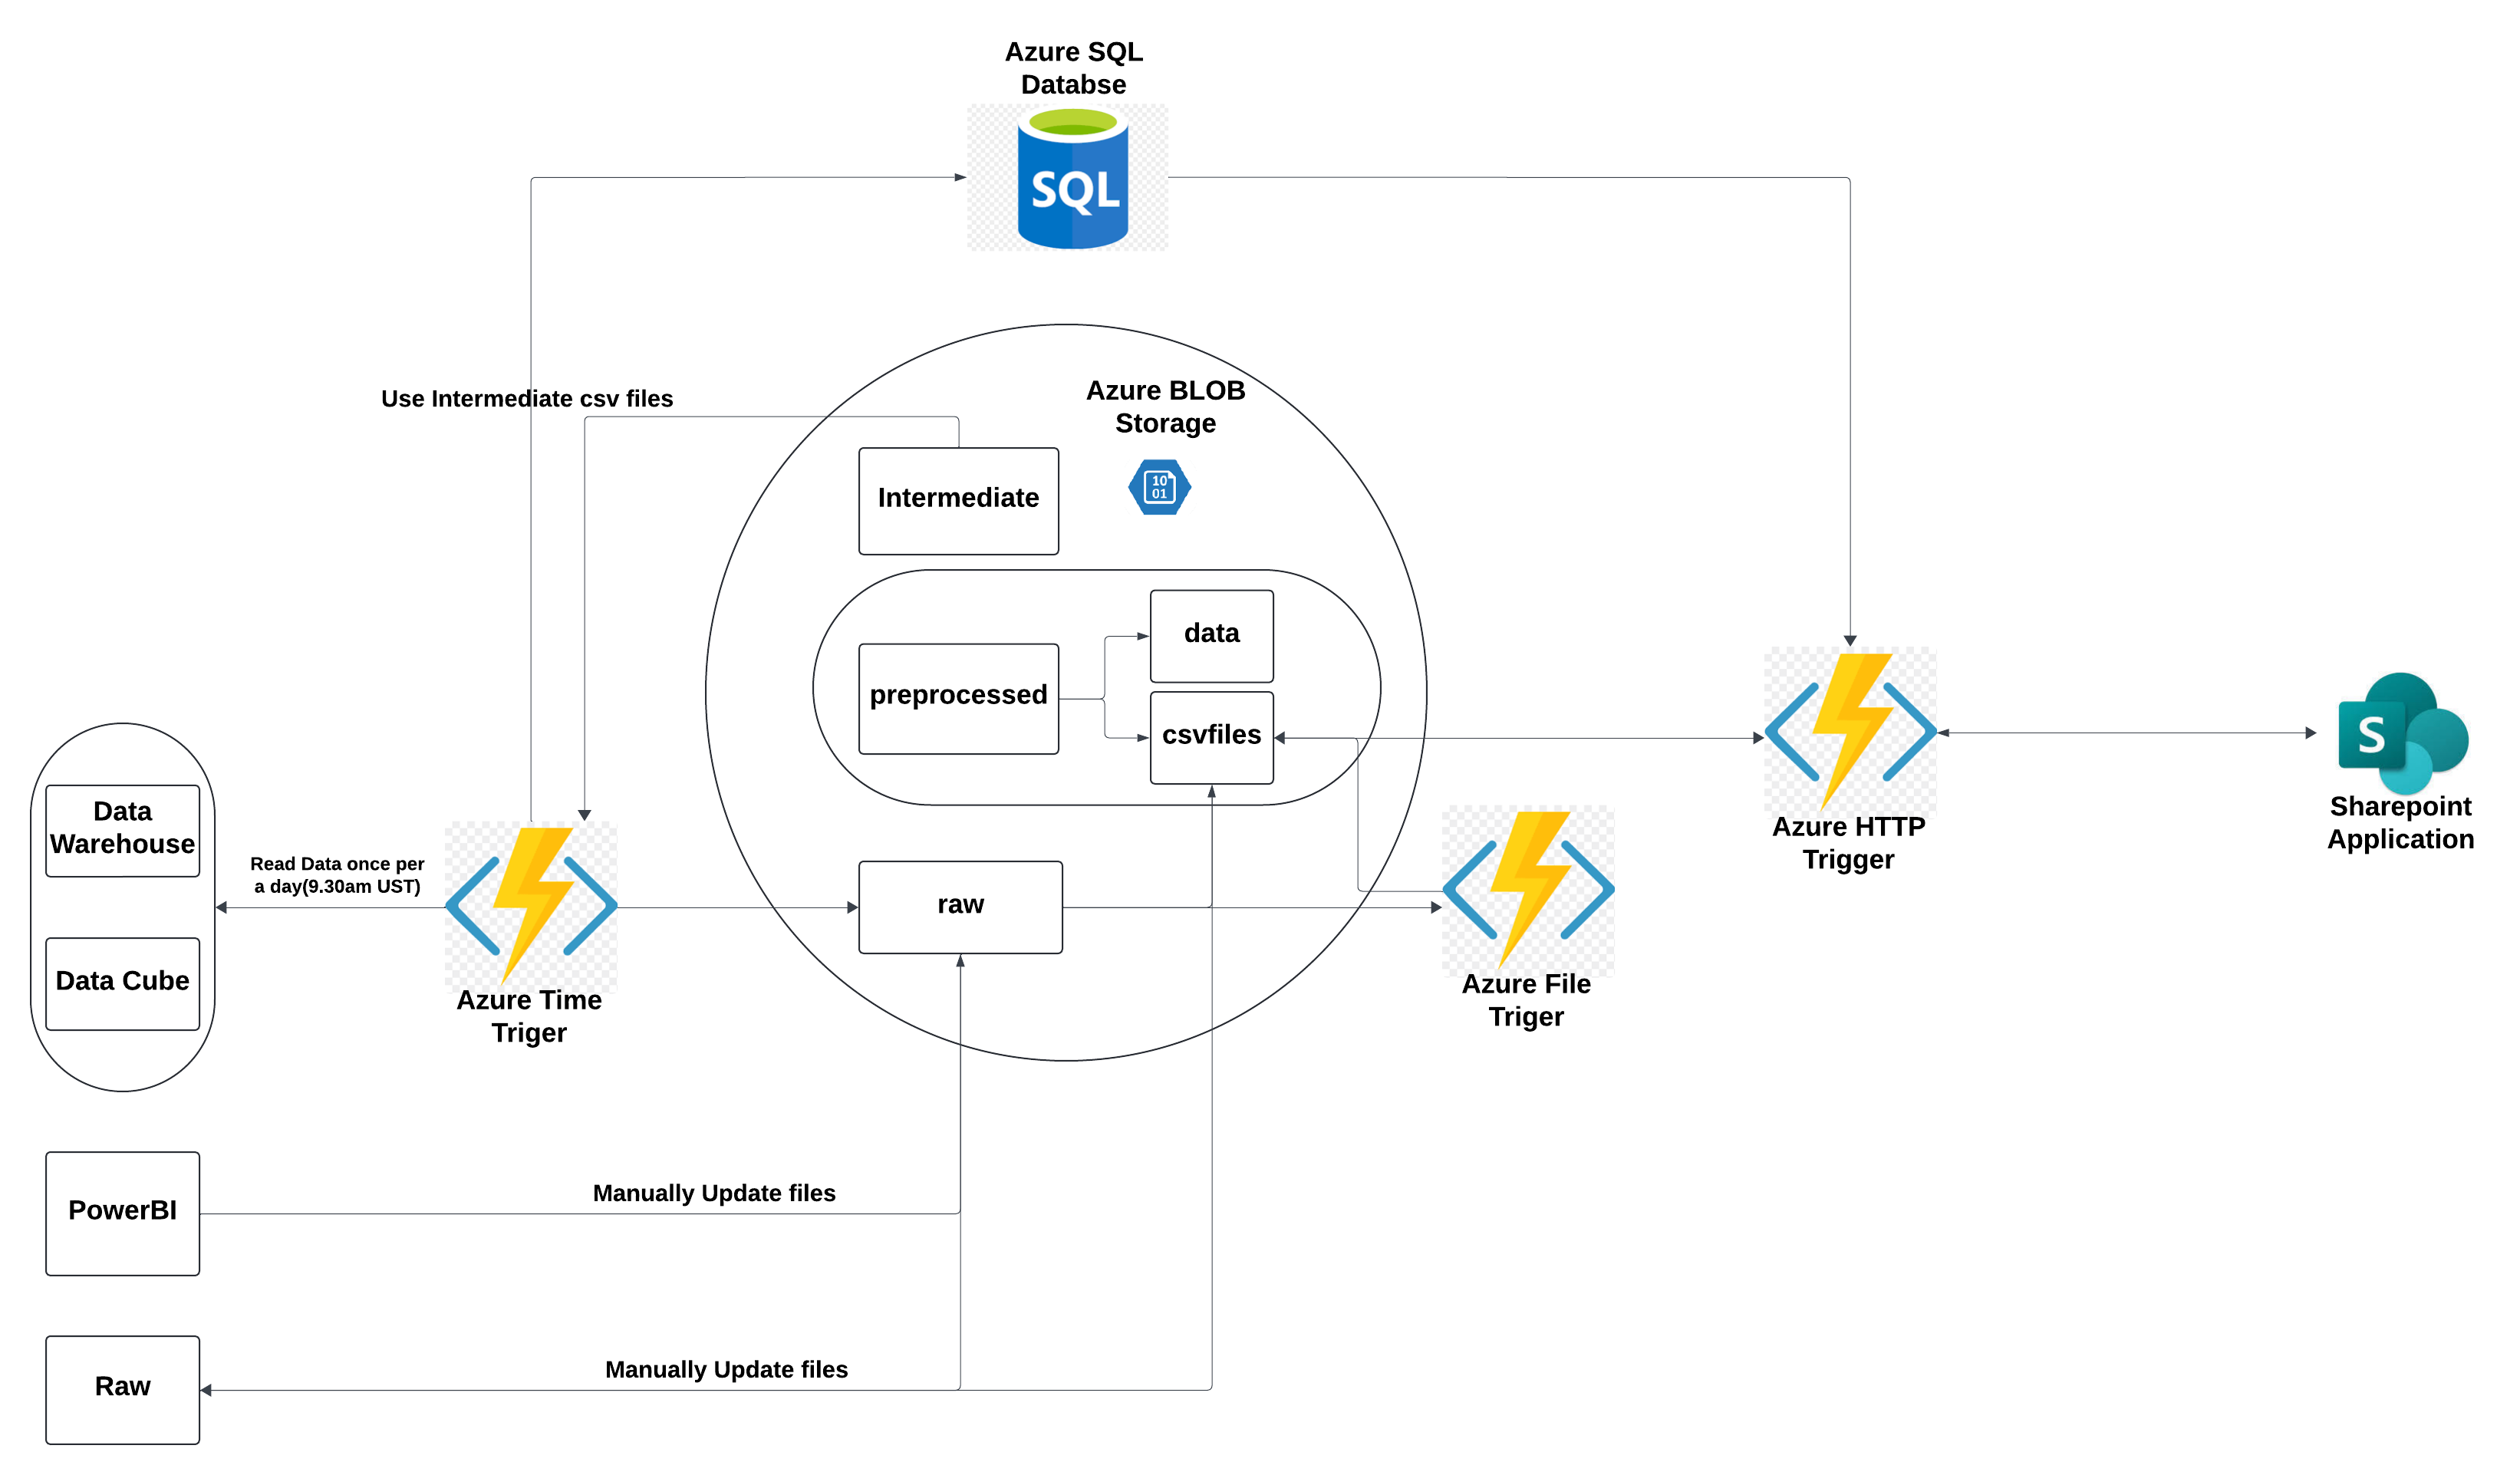 Azure SQL
Databse
SQL
Use Intermediate csv files
Azure BLOB
Storage
10
01
Intermediate
data
preprocessed
csvfiles
Data
Warehouse
Read Data once per
a day(9.30am UST)
Data Cube
Azure Time
Triger
raw
Azure File
Triger
Azure HTTP
Trigger
S
Sharepoint
Application
PowerBI
Manually Update files
Raw
Manually Update files